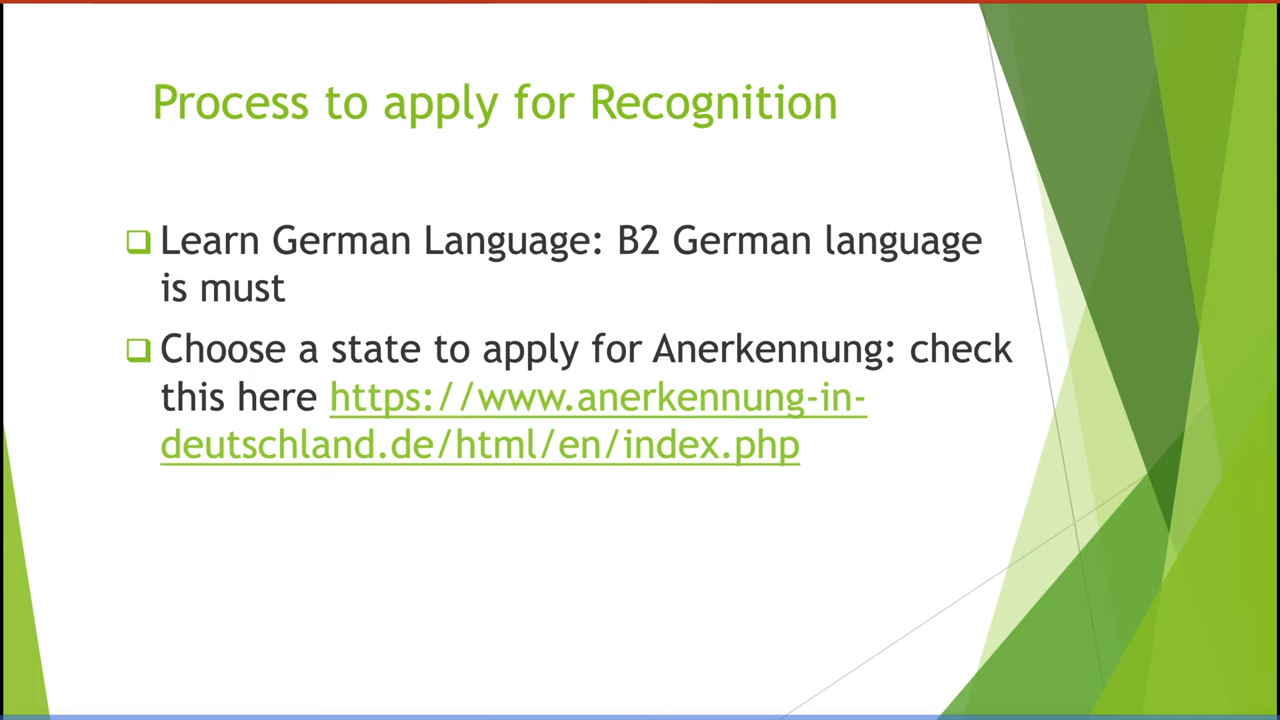 Process to apply for Recognition
Learn German Language: B2 German language
is must
Choose a state to apply for Anerkennung: check
this here https://www.anerkennung-in-
deutschland.de/html/en/index.php